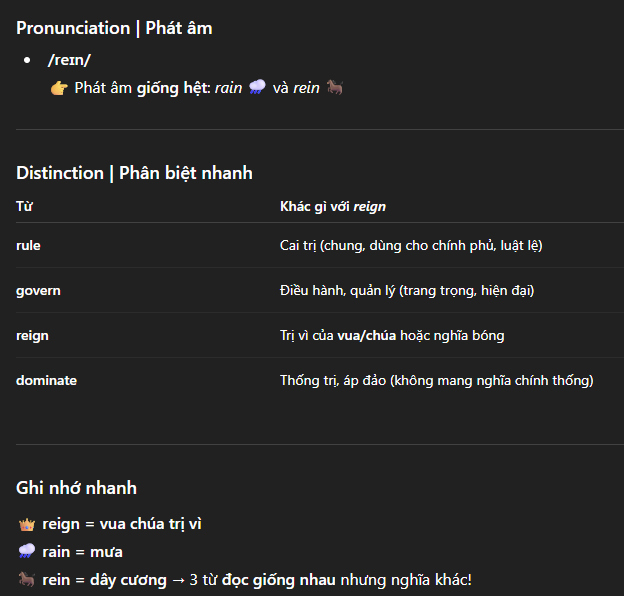 Pronunciation | Phát âm
• /reɪn/
👉 Phát âm giống hệt: rain 🌧️ và rein 🐎
Distinction | Phân biệt nhanh
Từ Khác gì với reign
rule Cai trị (chung, dùng cho chính phủ, luật lệ)
govern Điều hành, quản lý (trang trọng, hiện đại)
reign Trị vì của vua/chúa hoặc nghĩa bóng
dominate Thống trị, áp đảo (không mang nghĩa chính thống)
Ghi nhớ nhanh
👑 reign = vua chúa trị vì
🌧️ rain = mưa
🐎 rein = dây cương → 3 từ đọc giống nhau nhưng nghĩa khác!